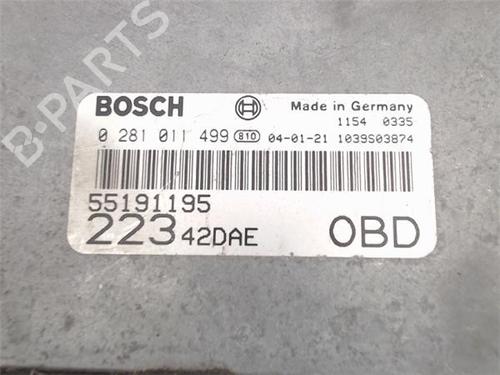 B-PARTS
BOSCH Made in Germany
1154 0335
0 281 011 499 810 04-01-21 1039S03874
55191195
223 42DAE OBD